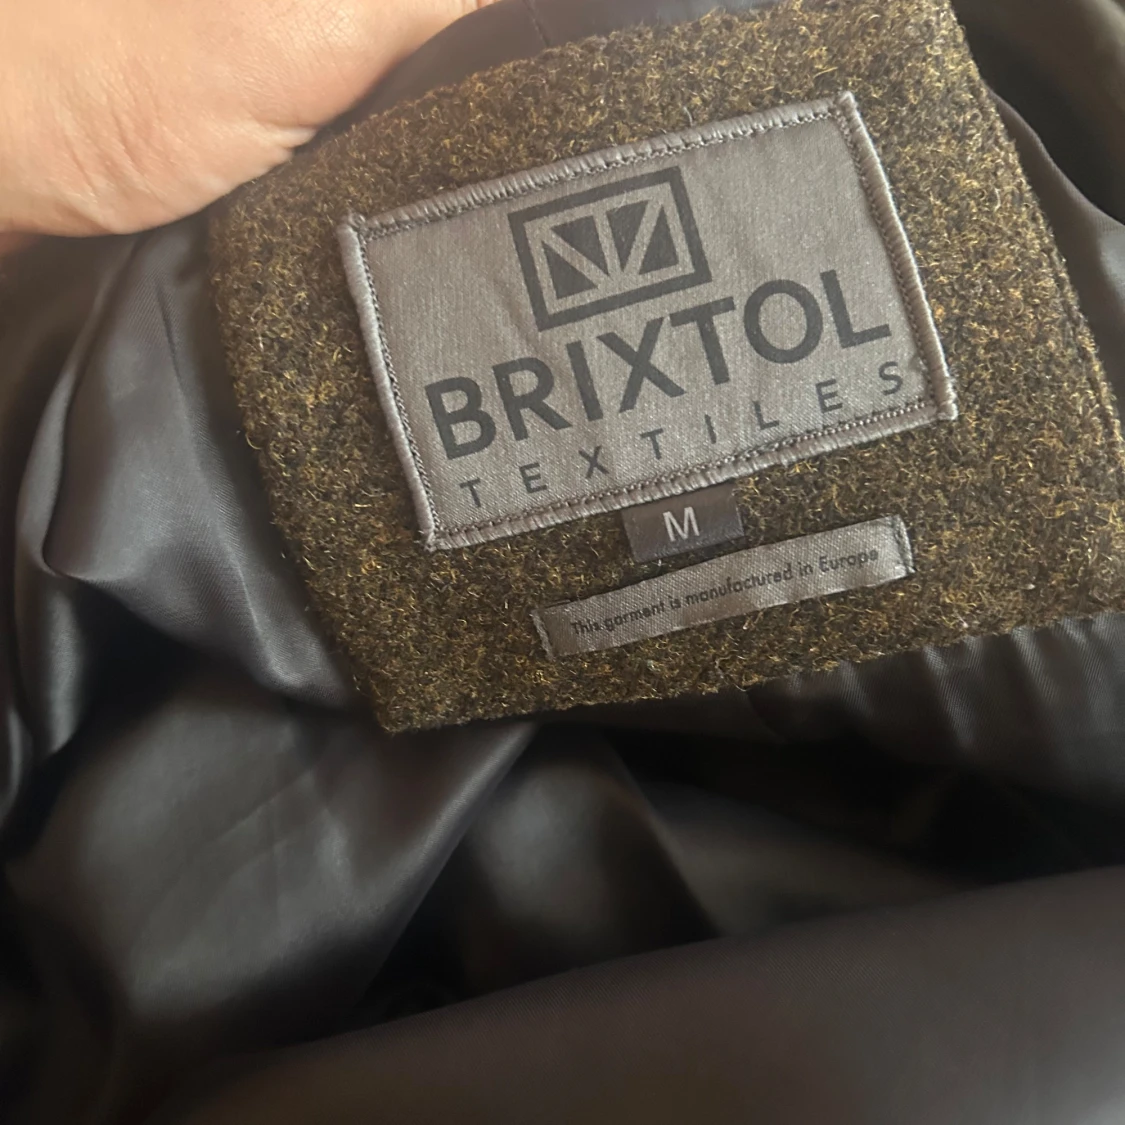 BRIXTOL
TEXTILES
M
This garment is manufactured in Europe